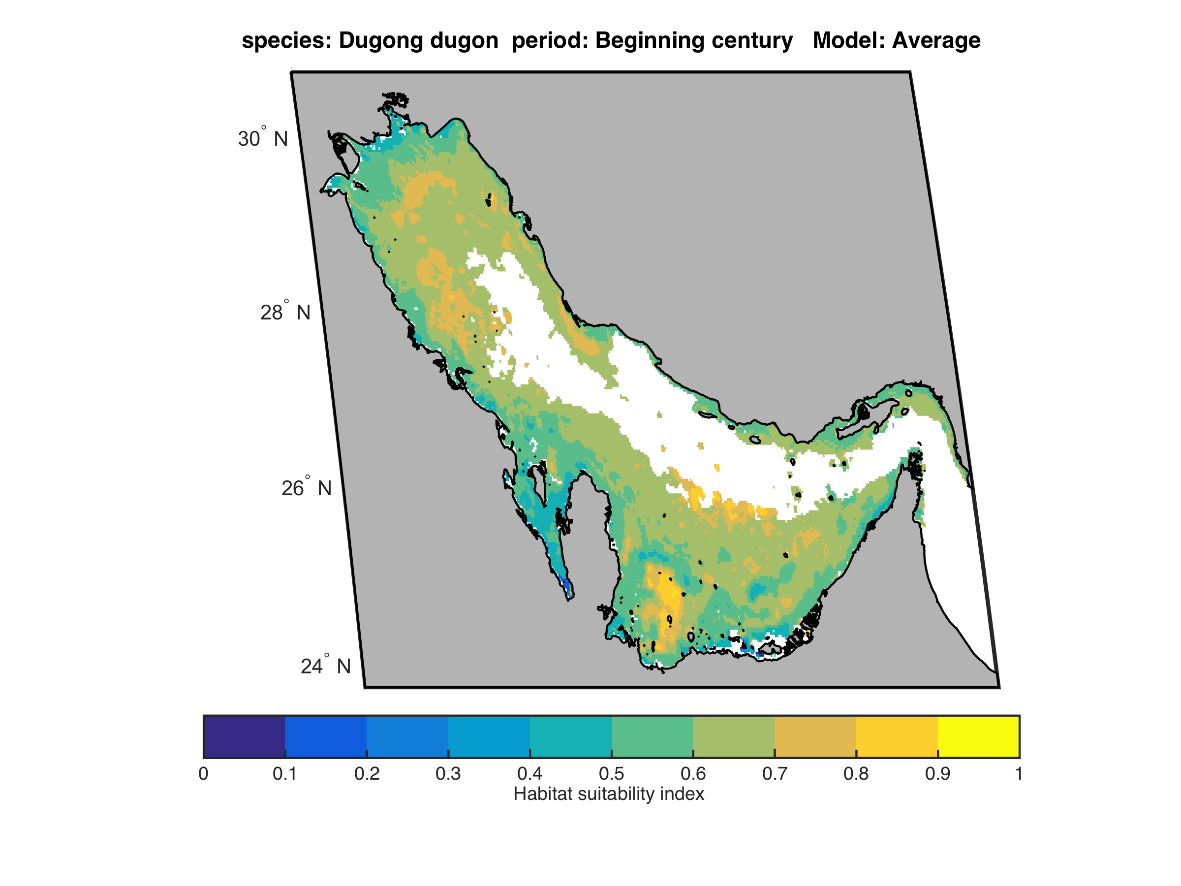 species: Dugong dugon  period: Beginning century   Model: Average
30° N
28° N
26° N
24° N
0 0.1 0.2 0.3 0.4 0.5 0.6 0.7 0.8 0.9 1
Habitat suitability index